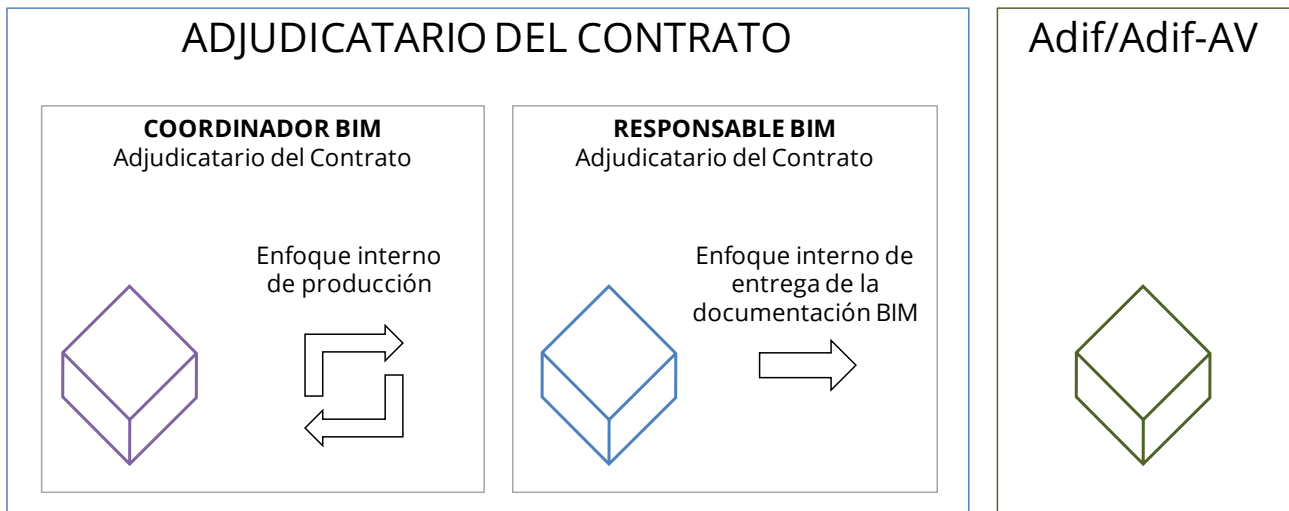 ADJUDICATARIO DEL CONTRATO
Adif/Adif-AV
COORDINADOR BIM
Adjudicatario del Contrato
Enfoque interno
de producción
RESPONSABLE BIM
Adjudicatario del Contrato
Enfoque interno de
entrega de la
documentación BIM